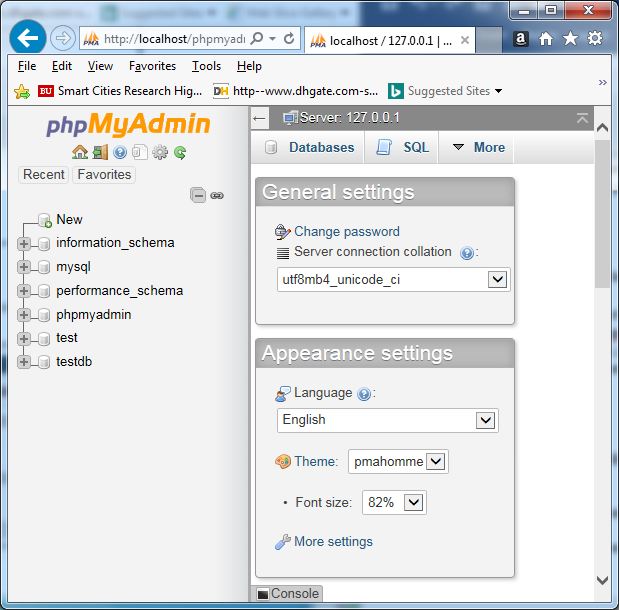 http://localhost/phpmyadr
localhost / 127.0.0.1 | ...
File Edit View Favorites Tools Help
BU Smart Cities Research Hig...
DH http--www.dhgate.com-s...
Suggested Sites
phpMyAdmin
Recent Favorites
New
information_schema
mysql
performance_schema
phpmyadmin
test
testdb
Server: 127.0.0.1
Databases SQL More
General settings
Change password
Server connection collation :
utf8mb4_unicode_ci
Appearance settings
Language :
English
Theme: pmahomme
• Font size: 82%
More settings
Console